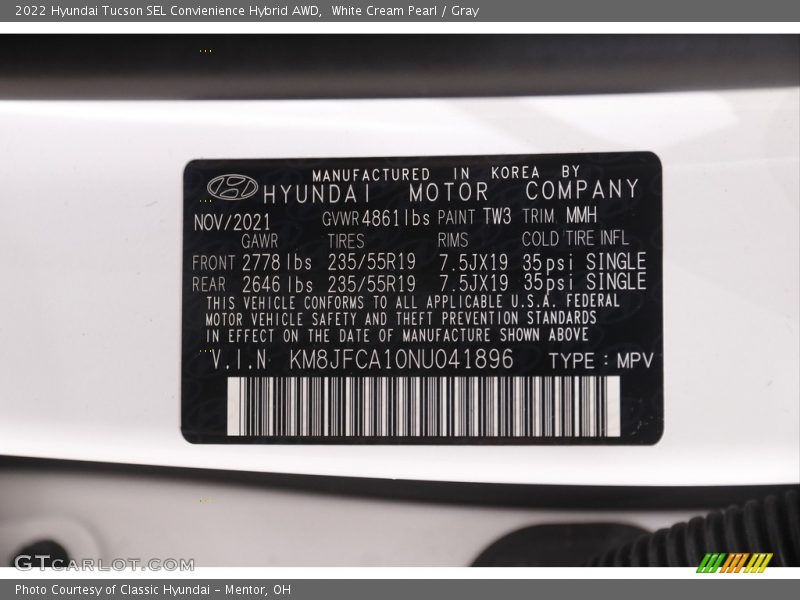 2022 Hyundai Tucson SEL Convienience Hybrid AWD, White Cream Pearl / Gray
MANUFACTURED IN KOREA BY
HYUNDAI MOTOR COMPANY
NOV/2021 GVWR 4861 lbs PAINT TW3 TRIM MMH
GAWR TIRES RIMS COLD TIRE INFL
FRONT 2778 lbs 235/55R19 7.5JX19 35psi SINGLE
REAR 2646 lbs 235/55R19 7.5JX19 35psi SINGLE
THIS VEHICLE CONFORMS TO ALL APPLICABLE U.S.A. FEDERAL
MOTOR VEHICLE SAFETY AND THEFT PREVENTION STANDARDS
IN EFFECT ON THE DATE OF MANUFACTURE SHOWN ABOVE
V.I.N KM8JFCA10NU041896 TYPE : MPV
GTCARLOT.COM
Photo Courtesy of Classic Hyundai - Mentor, OH